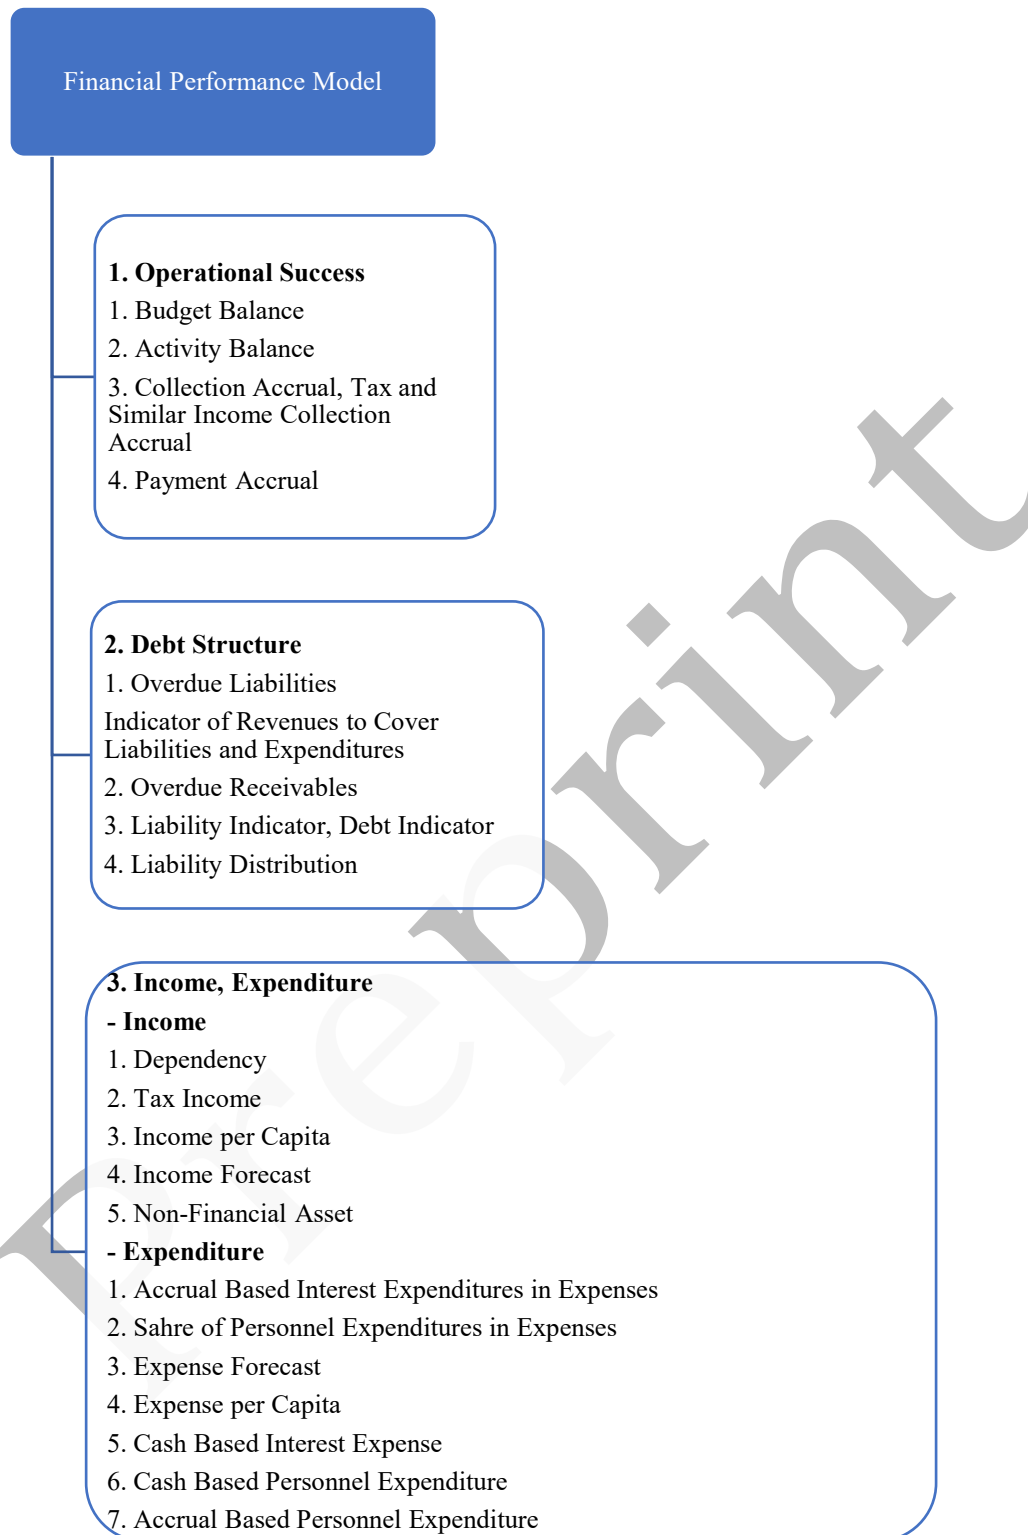 Financial Performance Model
1. Operational Success
1. Budget Balance
2. Activity Balance
3. Collection Accrual, Tax and
Similar Income Collection
Accrual
4. Payment Accrual
2. Debt Structure
1. Overdue Liabilities
Indicator of Revenues to Cover
Liabilities and Expenditures
2. Overdue Receivables
3. Liability Indicator, Debt Indicator
4. Liability Distribution
3. Income, Expenditure
- Income
1. Dependency
2. Tax Income
3. Income per Capita
4. Income Forecast
5. Non-Financial Asset
- Expenditure
1. Accrual Based Interest Expenditures in Expenses
2. Sahre of Personnel Expenditures in Expenses
3. Expense Forecast
4. Expense per Capita
5. Cash Based Interest Expense
6. Cash Based Personnel Expenditure
7. Accrual Based Personnel Expenditure
Preprint